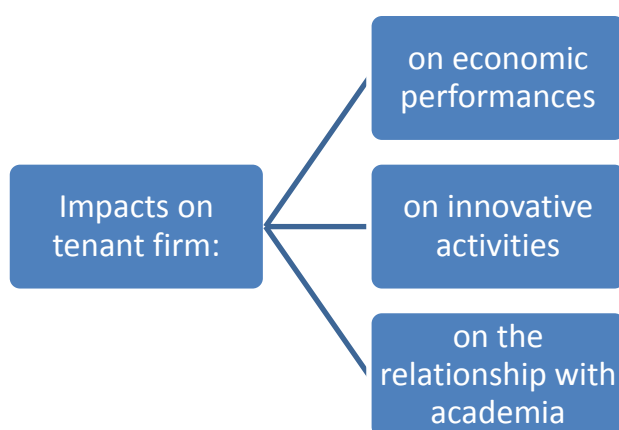 on economic
performances
Impacts on
tenant firm:
on innovative
activities
on the
relationship with
academia